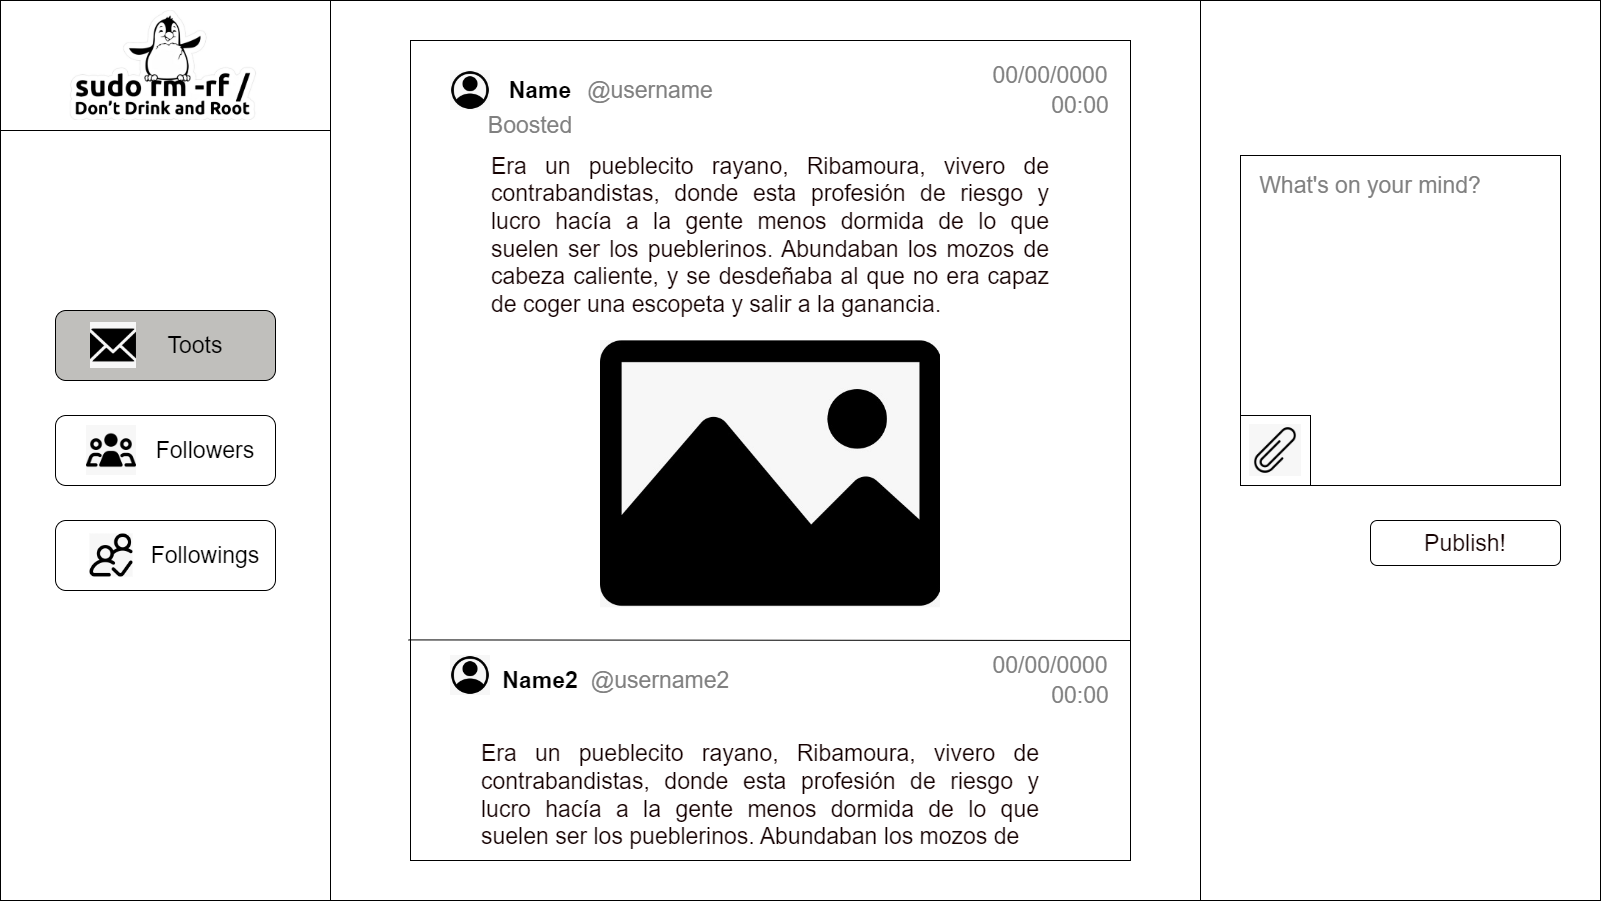 sudo rm -rf /
Don't Drink and Root
Toots
Followers
Followings
Name @username
00/00/0000
00:00
Boosted
Era un pueblecito rayano, Ribamoura, vivero de
contrabandistas, donde esta profesión de riesgo y
lucro hacía a la gente menos dormida de lo que
suelen ser los pueblerinos. Abundaban los mozos de
cabeza caliente, y se desdeñaba al que no era capaz
de coger una escopeta y salir a la ganancia.
Name2 @username2
00/00/0000
00:00
Era un pueblecito rayano, Ribamoura, vivero de
contrabandistas, donde esta profesión de riesgo y
lucro hacía a la gente menos dormida de lo que
suelen ser los pueblerinos. Abundaban los mozos de
What's on your mind?
Publish!